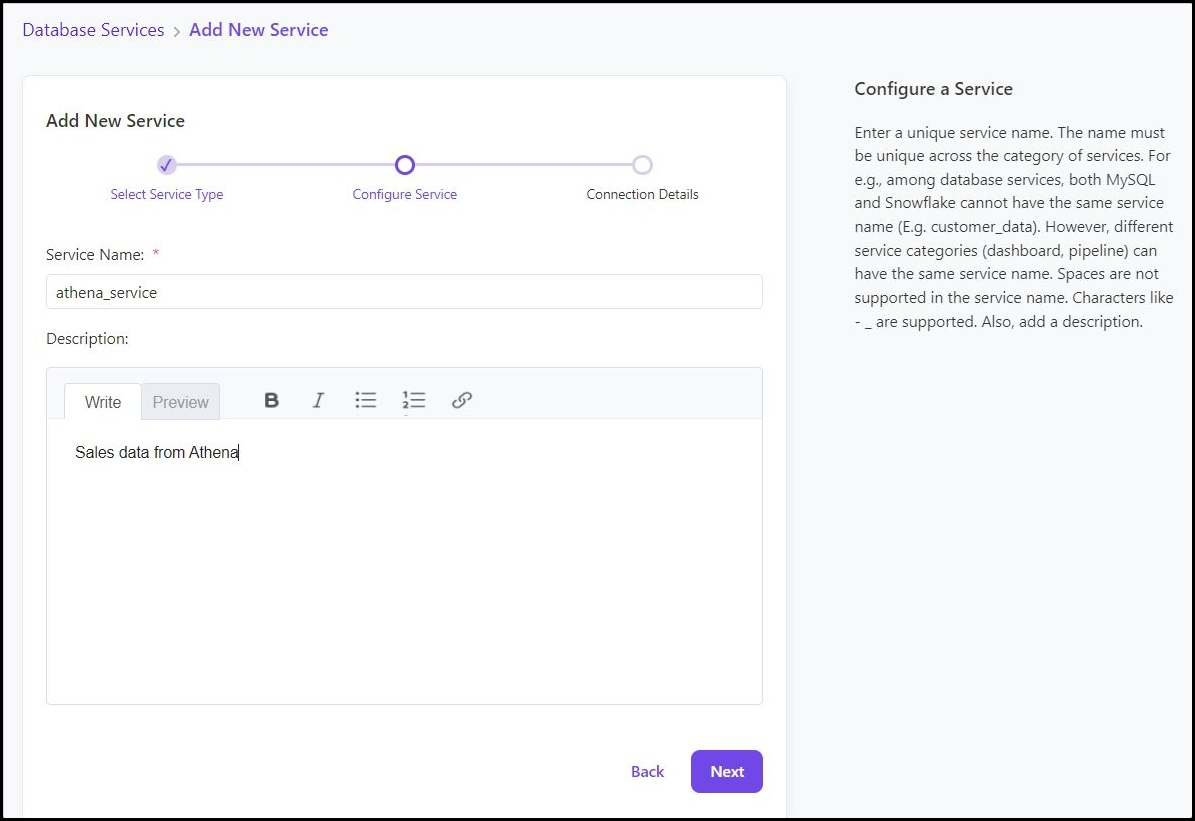 Database Services > Add New Service
Add New Service
Select Service Type
Configure Service
Connection Details
Service Name: *
athena_service
Description:
Write
Preview
B
I
Sales data from Athena
Back
Next
Configure a Service
Enter a unique service name. The name must
be unique across the category of services. For
e.g., among database services, both MySQL
and Snowflake cannot have the same service
name (E.g. customer_data). However, different
service categories (dashboard, pipeline) can
have the same service name. Spaces are not
supported in the service name. Characters like
- _ are supported. Also, add a description.